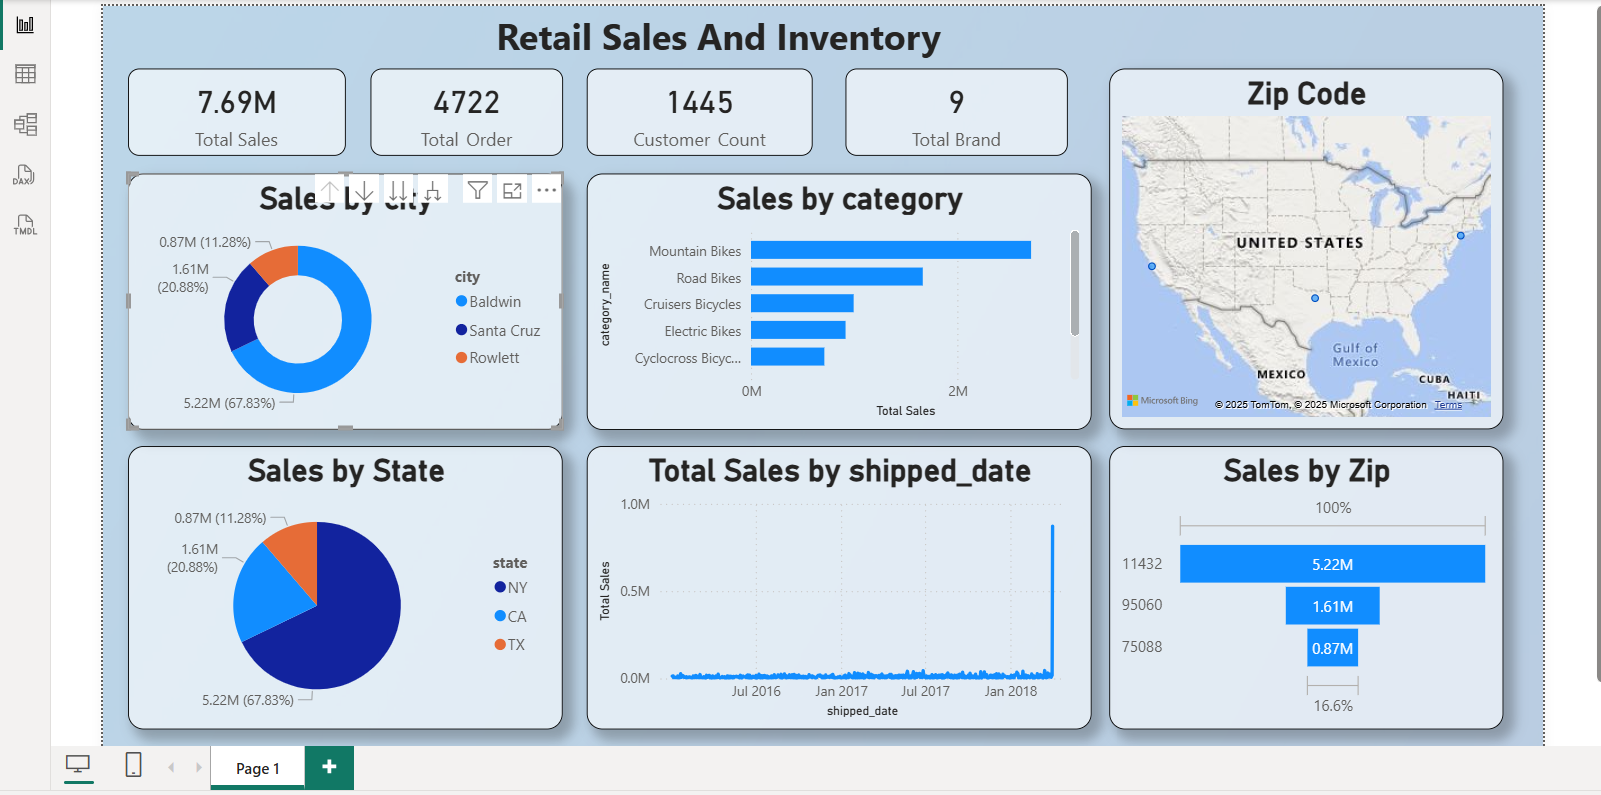 Retail Sales And Inventory
7.69M
Total Sales
4722
Total Order
1445
Customer Count
9
Total Brand
Zip Code
UNITED STATES
MEXICO
Gulf of
Mexico
CUBA
HAITI
Microsoft Bing
© 2025 TomTom, © 2025 Microsoft Corporation Terms
Sales by city
0.87M (11.28%)
1.61M
(20.88%)
5.22M (67.83%)
city
Baldwin
Santa Cruz
Rowlett
Sales by category
category_name
Mountain Bikes
Road Bikes
Cruisers Bicycles
Electric Bikes
Cyclocross Bicyc...
0M
2M
Total Sales
Sales by State
0.87M (11.28%)
1.61M
(20.88%)
5.22M (67.83%)
state
NY
CA
TX
Total Sales by shipped_date
Total Sales
1.0M
0.5M
0.0M
Jul 2016
Jan 2017
Jul 2017
Jan 2018
shipped_date
Sales by Zip
100%
11432
5.22M
95060
1.61M
75088
0.87M
16.6%
DAX
TMDL
Page 1